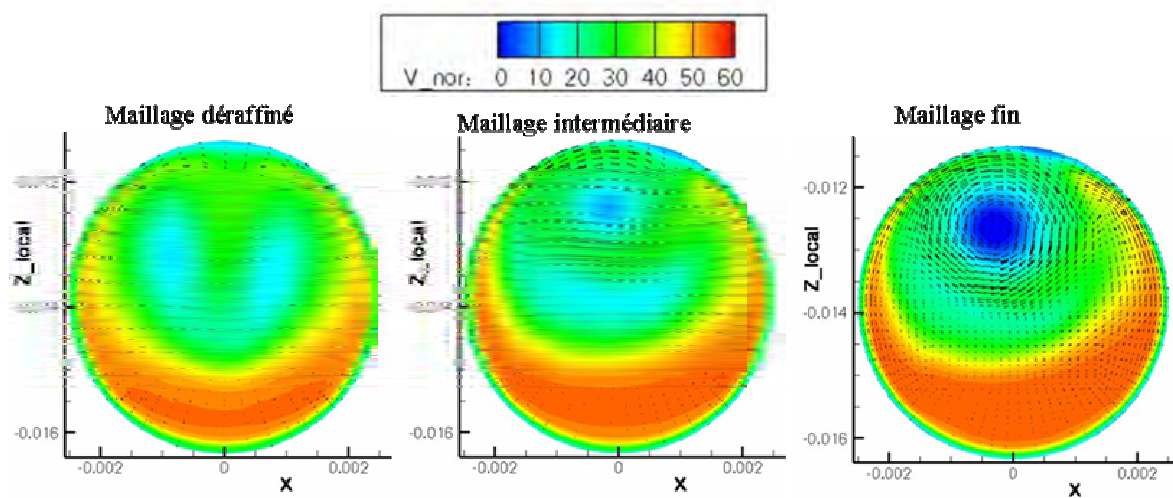 V_nor: 0 10 20 30 40 50 60
Maillage déraffiné
Maillage intermédiaire
Maillage fin
Z_local
-0.016
-0.002 0 0.002
X
Z_local
-0.016
-0.002 0 0.002
X
-0.012
Z_local
-0.014
-0.016
-0.002 0 0.002
X